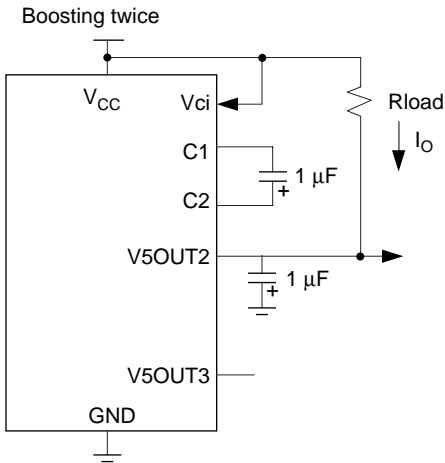 Boosting twice
VCC
Vci
Rload
IO
C1
1 μF
+
C2
V5OUT2
1 μF
+
V5OUT3
GND